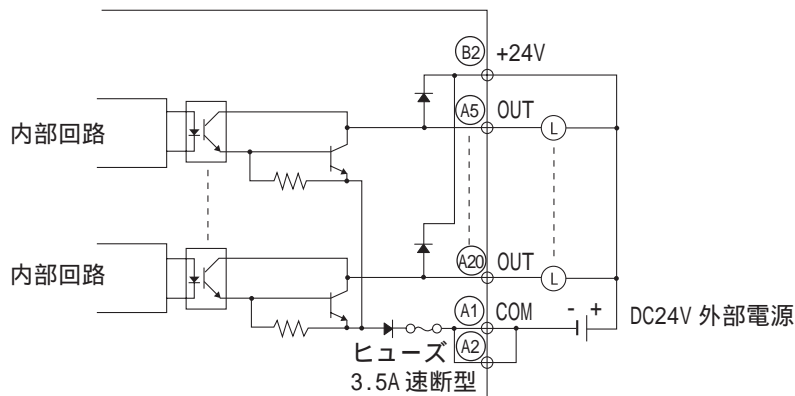 B2 +24V
A5 OUT
内部回路
L
A20 OUT
L
内部回路
A1 COM
- +
DC24V 外部電源
A2
ヒューズ
3.5A 速断型